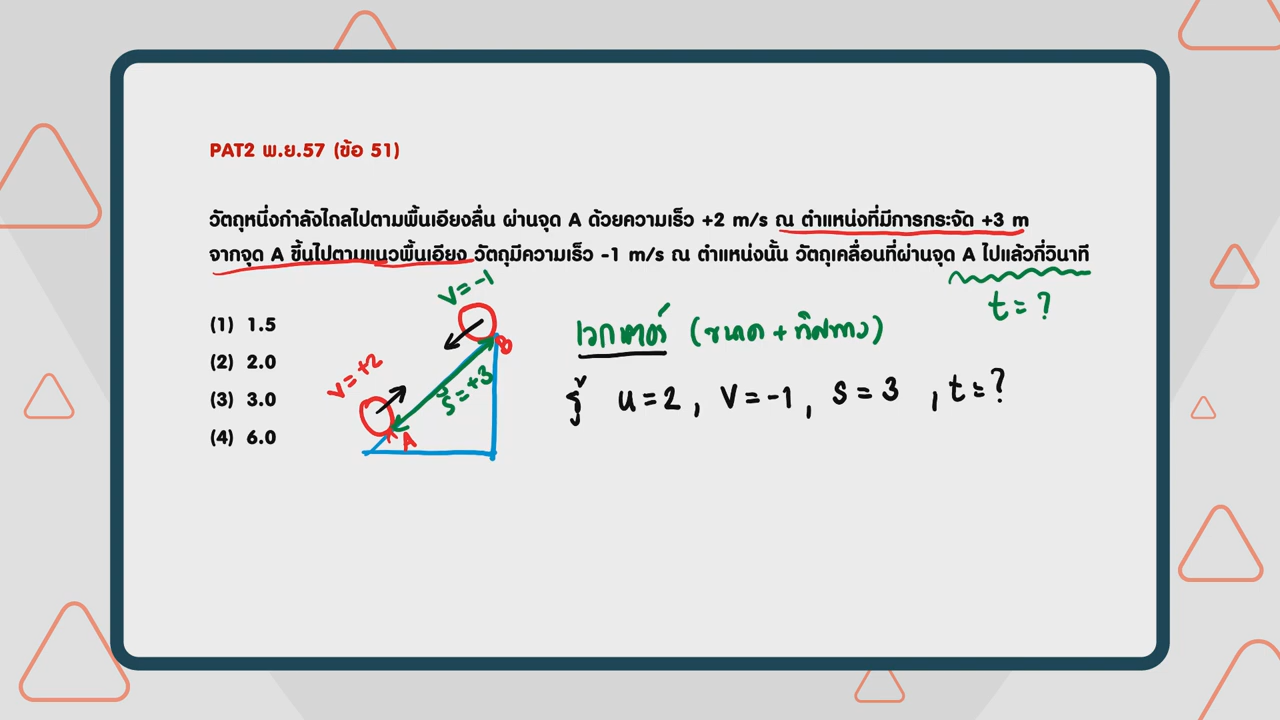 PAT2 พ.ย.57 (ข้อ 51)
วัตถุหนึ่งกำลังไถลไปตามพื้นเอียงลื่น ผ่านจุด A ด้วยความเร็ว +2 m/s ณ ตำแหน่งที่มีการกระจัด +3 m
จากจุด A ขึ้นไปตามแนวพื้นเอียง วัตถุมีความเร็ว -1 m/s ณ ตำแหน่งนั้น วัตถุเคลื่อนที่ผ่านจุด A ไปแล้วกี่วินาที
t = ?
(1) 1.5
(2) 2.0
(3) 3.0
(4) 6.0
v = -1
B
v = +2
s = +3
A
เวกเตอร์ (ขนาด + ทิศทาง)
รู้ u = 2 , v = -1 , s = 3 , t = ?